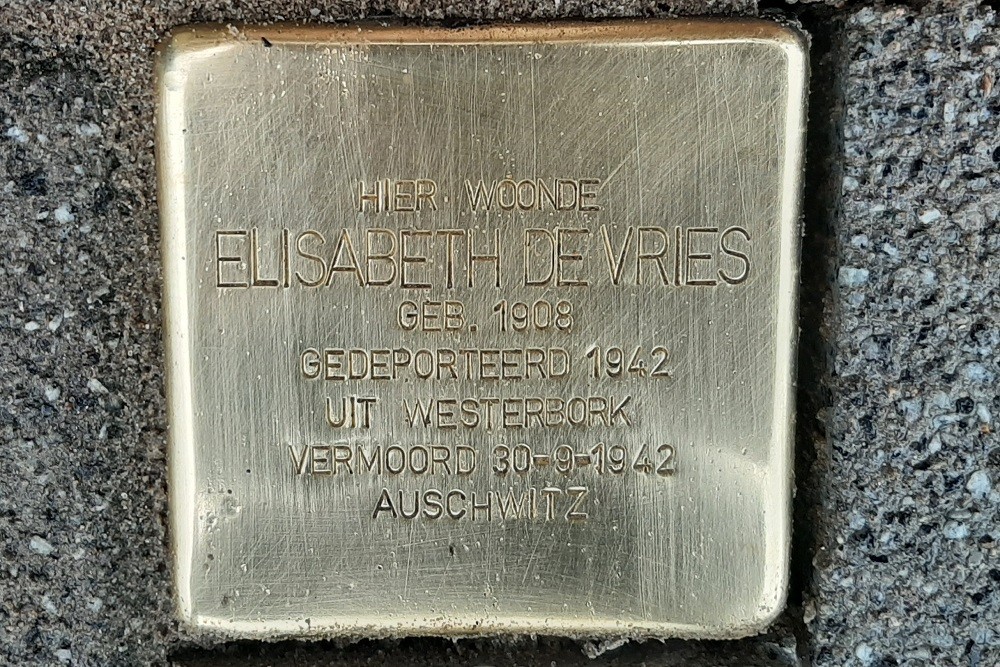 HIER WOONDE
ELISABETH DE VRIES
GEB. 1908
GEDEPORTEERD 1942
UIT WESTERBORK
VERMOORD 30-9-1942
AUSCHWITZ